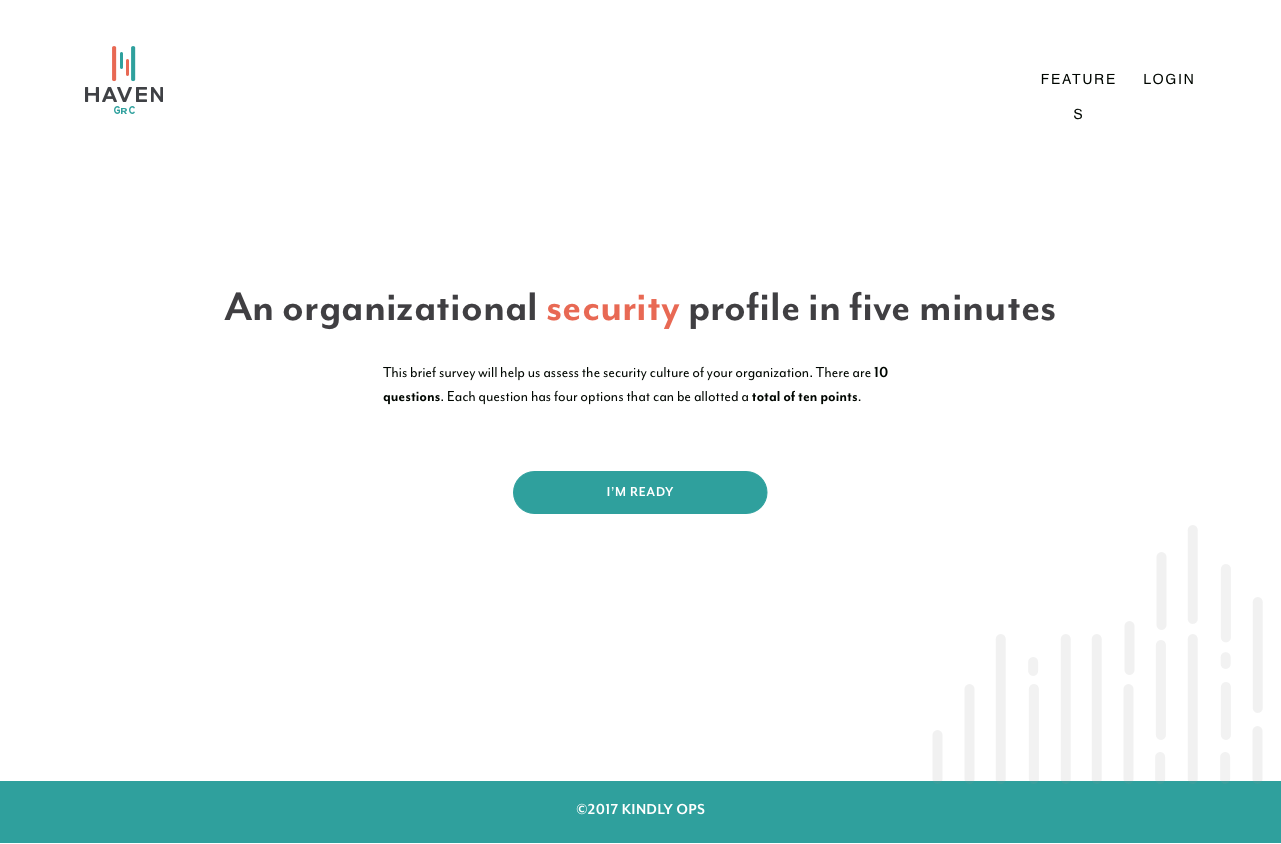 HAVEN
GRC
FEATURE LOGIN
S
An organizational security profile in five minutes
This brief survey will help us assess the security culture of your organization. There are 10
questions. Each question has four options that can be allotted a total of ten points.
I'M READY
©2017 KINDLY OPS